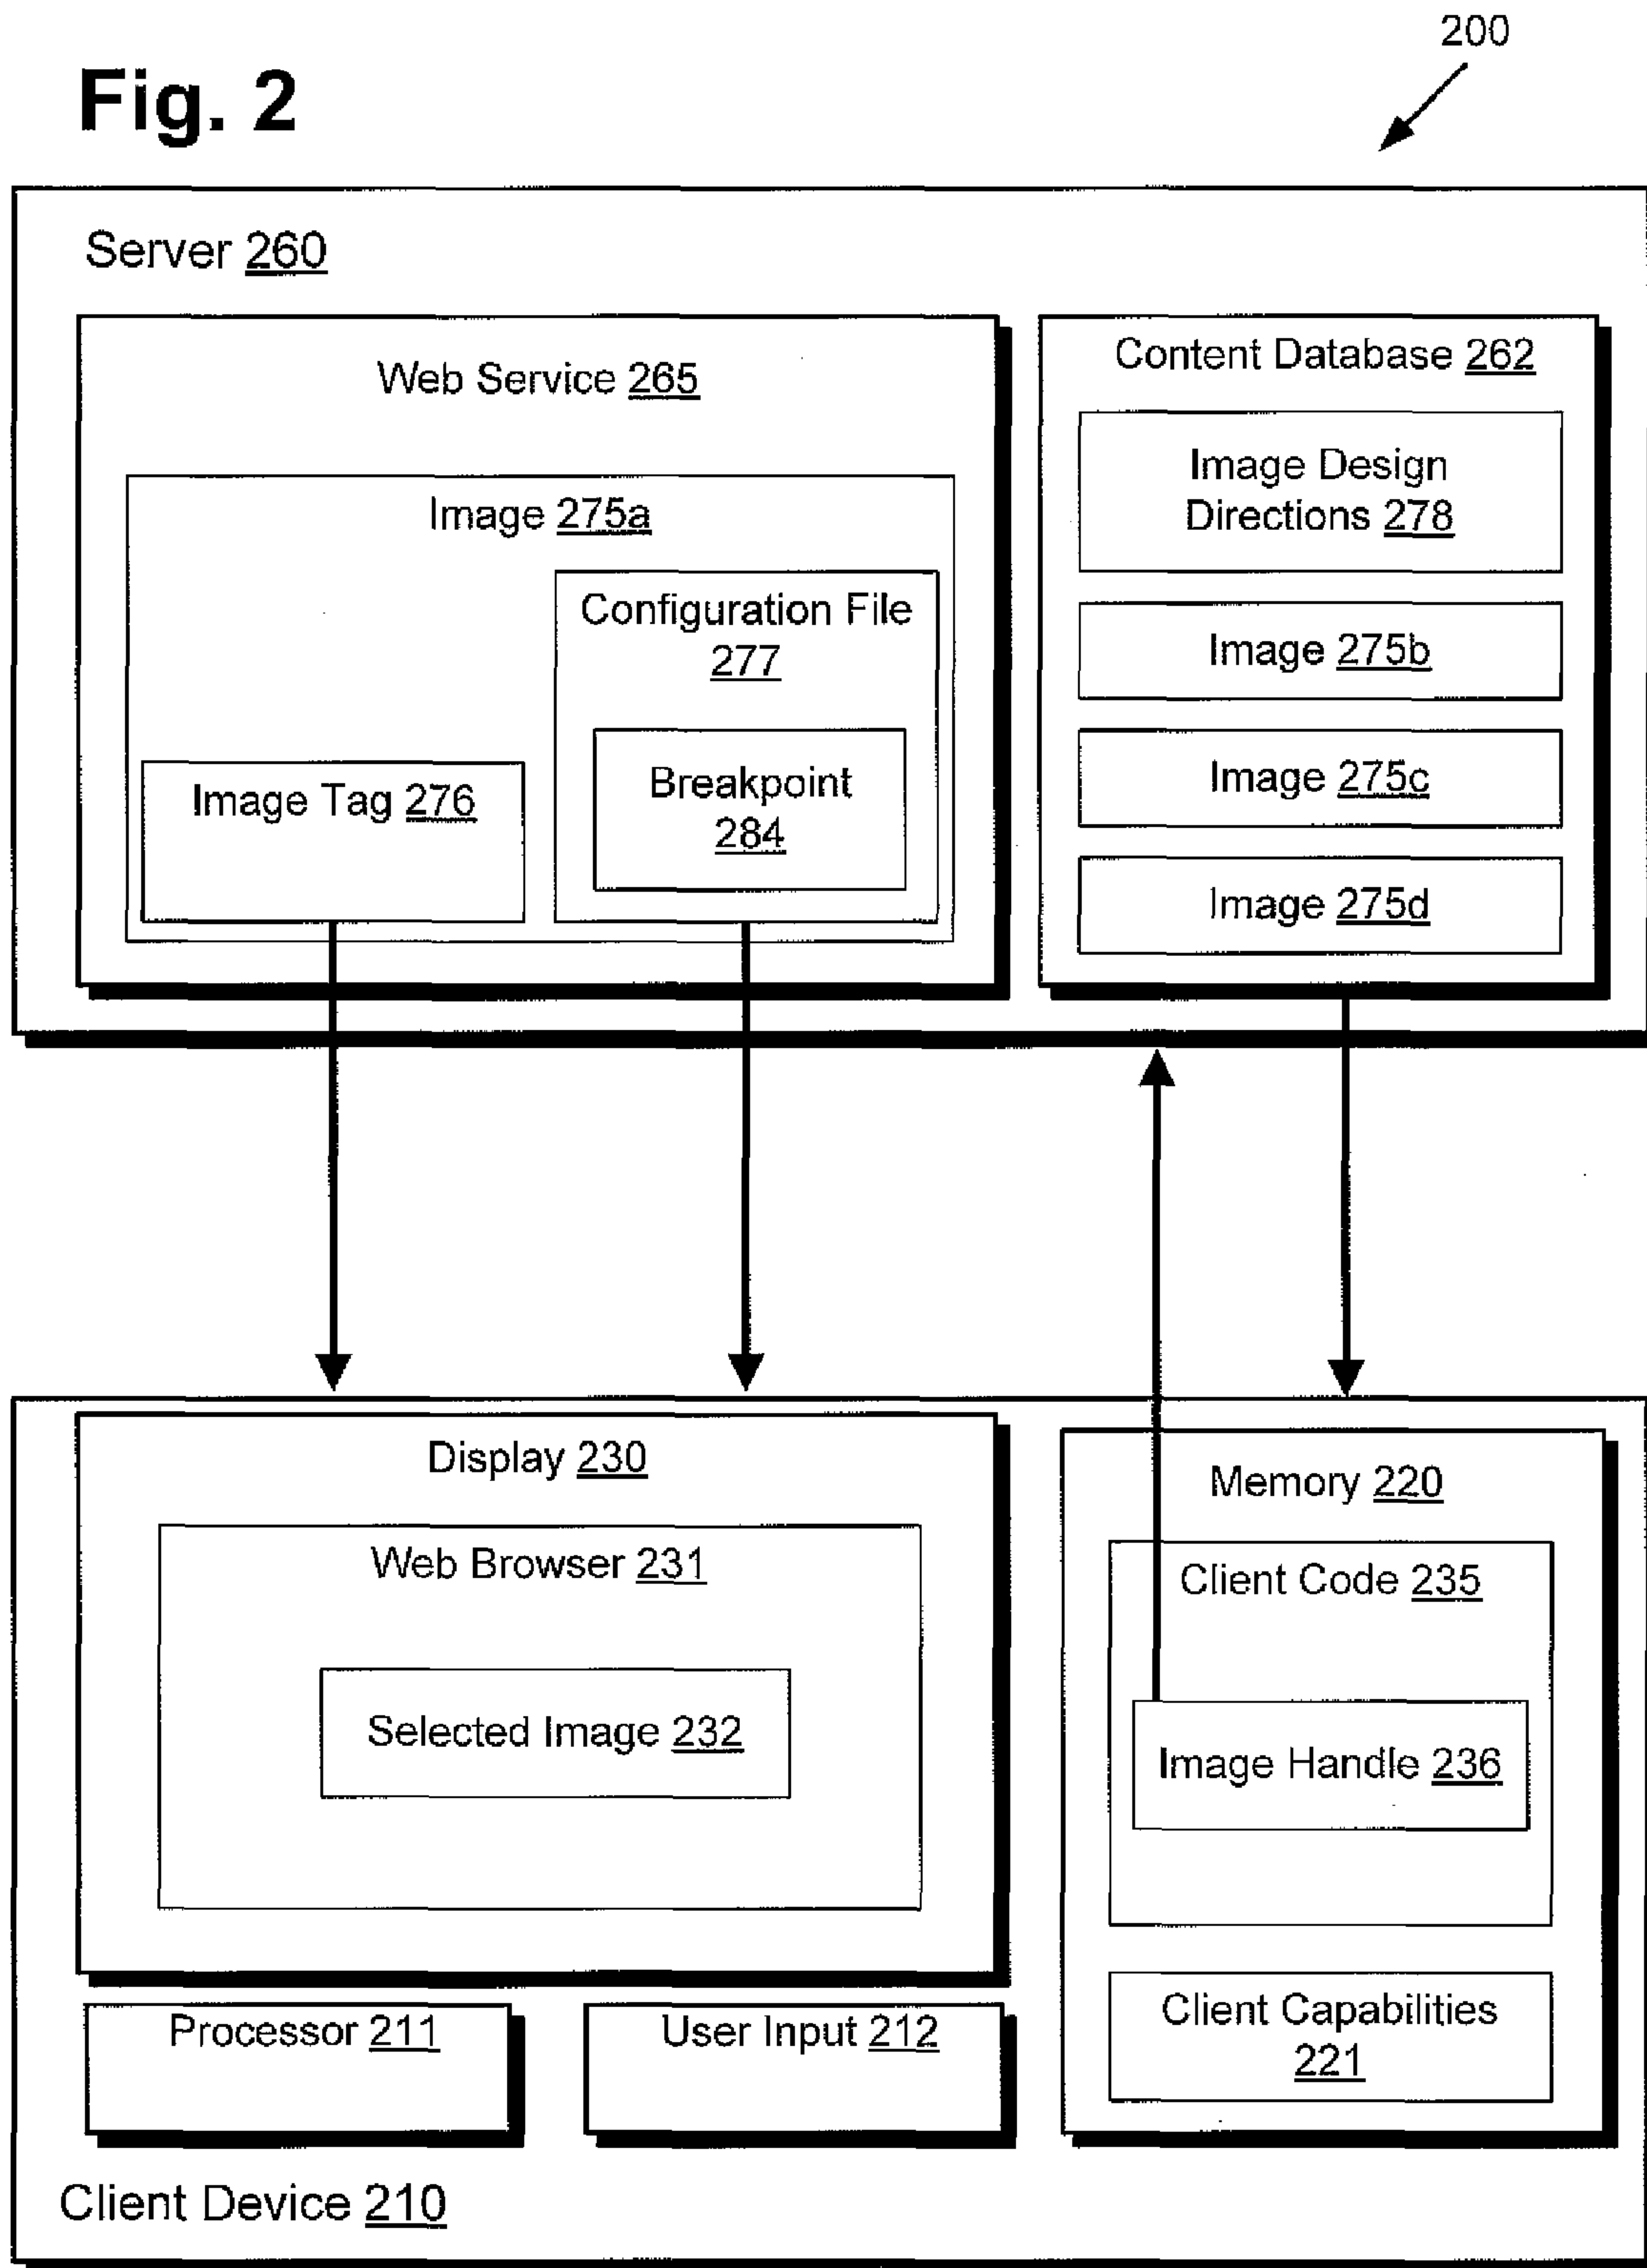 200
Fig. 2
Server 260
Web Service 265
Image 275a
Configuration File
277
Breakpoint
284
Image Tag 276
Content Database 262
Image Design
Directions 278
Image 275b
Image 275c
Image 275d
Display 230
Web Browser 231
Selected Image 232
Memory 220
Client Code 235
Image Handle 236
Client Capabilities
221
Processor 211
User Input 212
Client Device 210